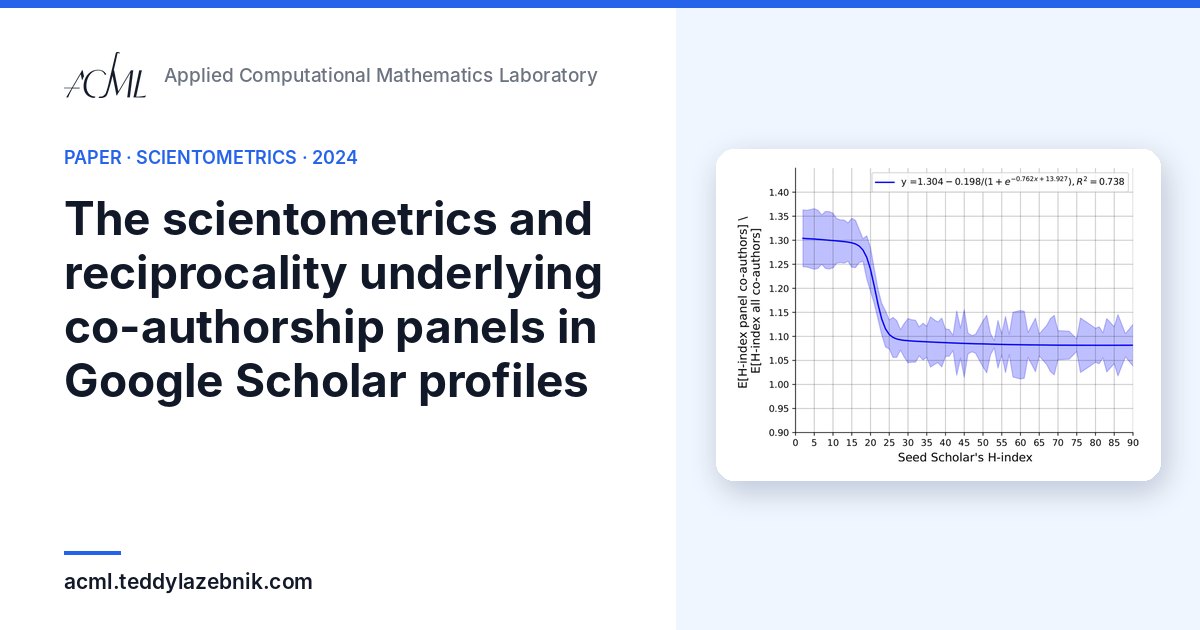 ACML
Applied Computational Mathematics Laboratory
PAPER · SCIENTOMETRICS · 2024
The scientometrics and
reciprocality underlying
co-authorship panels in
Google Scholar profiles
acml.teddylazebnik.com
y =1.304 − 0.198/(1 + e^{−0.762x+13.927}), R^2 = 0.738
E[H-index panel co-authors] \
E[H-index all co-authors]
1.40
1.35
1.30
1.25
1.20
1.15
1.10
1.05
1.00
0.95
0.90
0 5 10 15 20 25 30 35 40 45 50 55 60 65 70 75 80 85 90
Seed Scholar's H-index